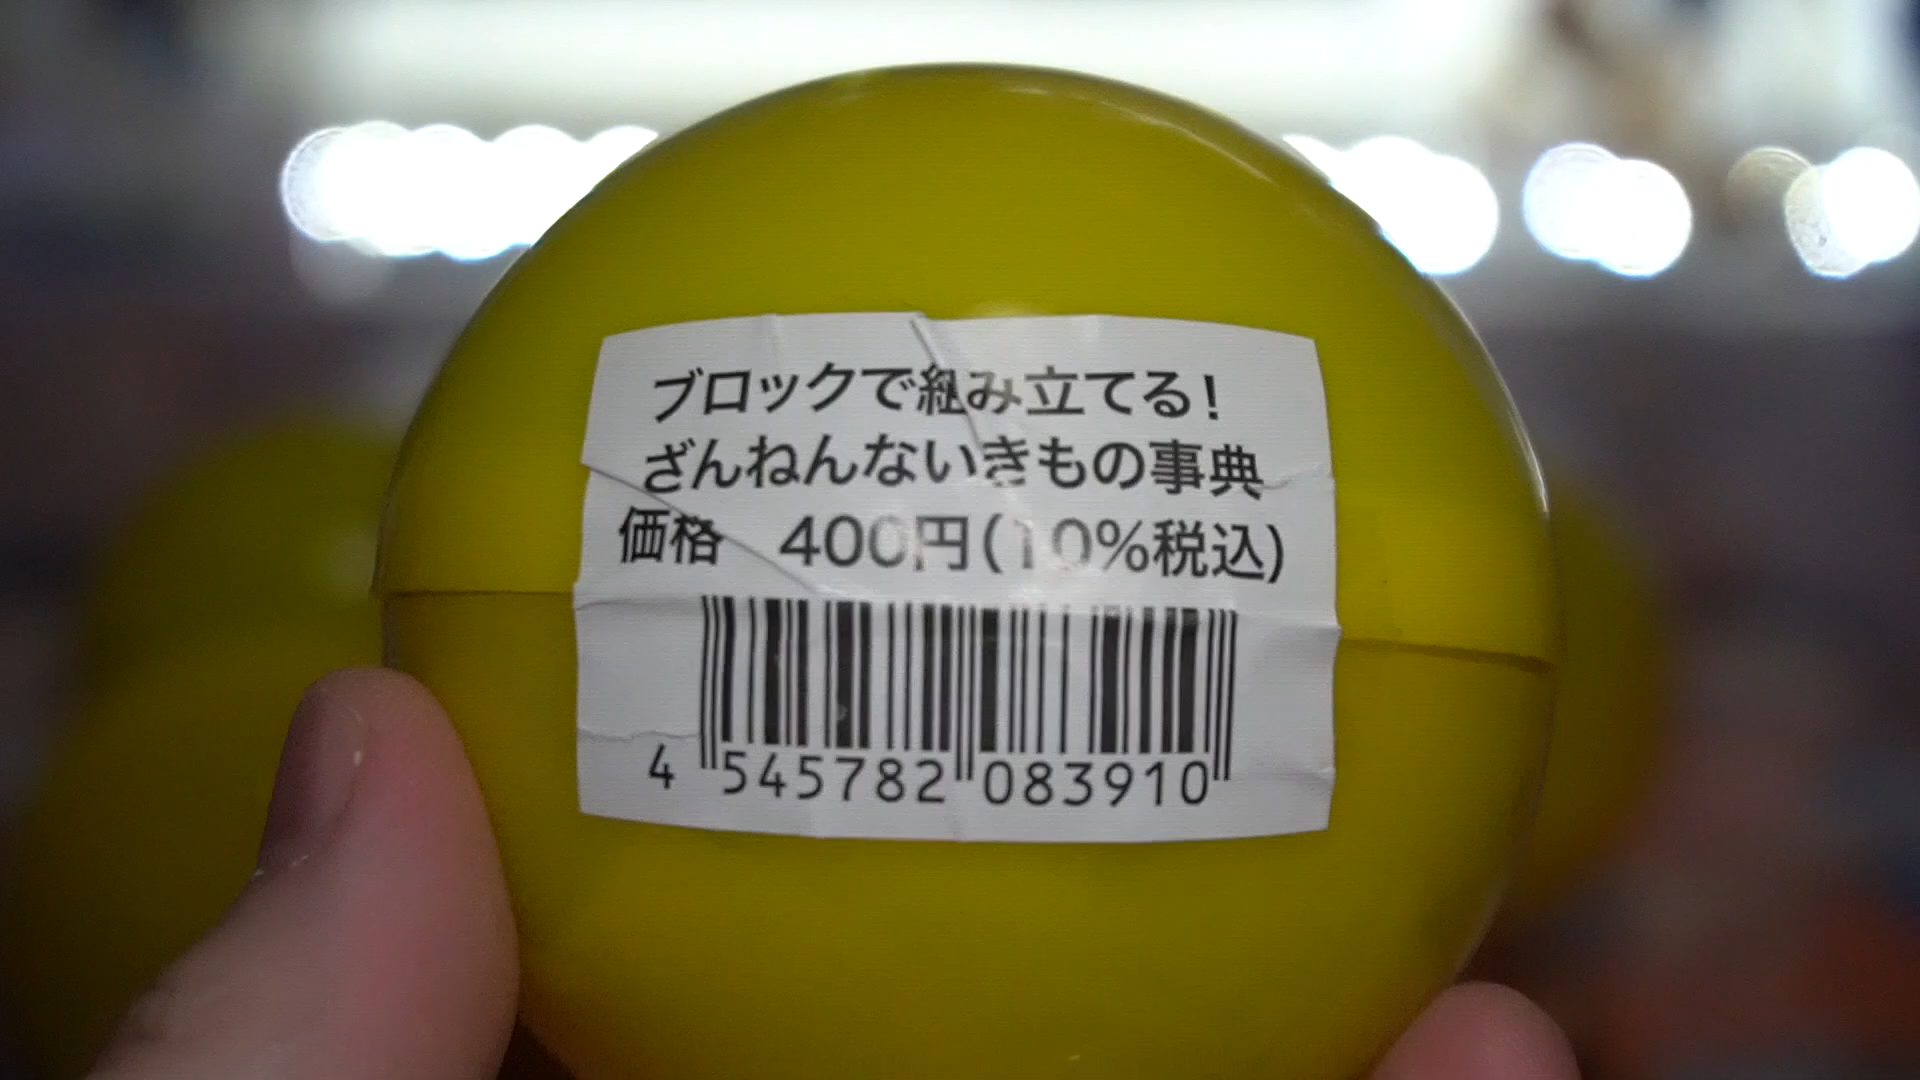 ブロックで組み立てる!
ざんねんないきもの事典
価格 400円(10%税込)
4 545782 083910